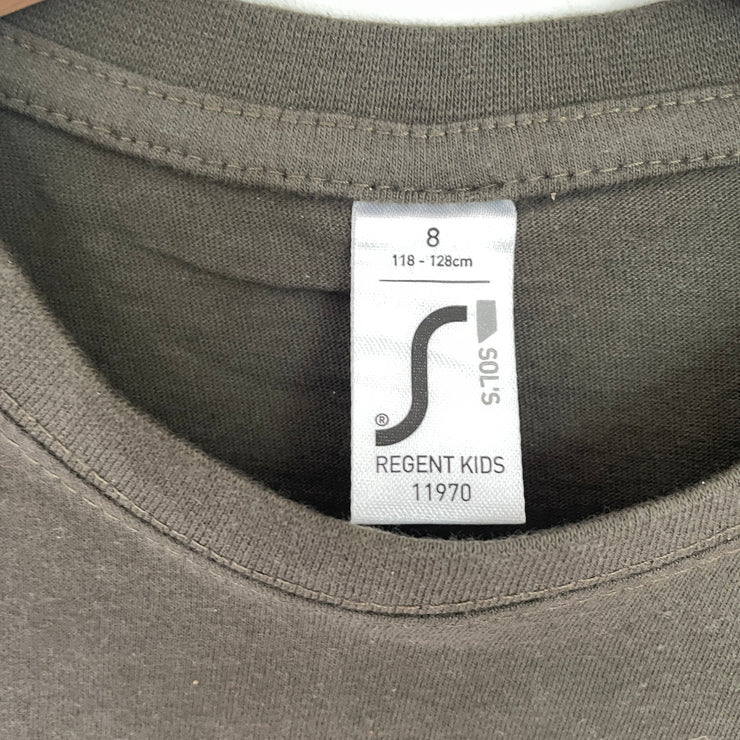 8
118 - 128cm
SOL'S
®
REGENT KIDS
11970